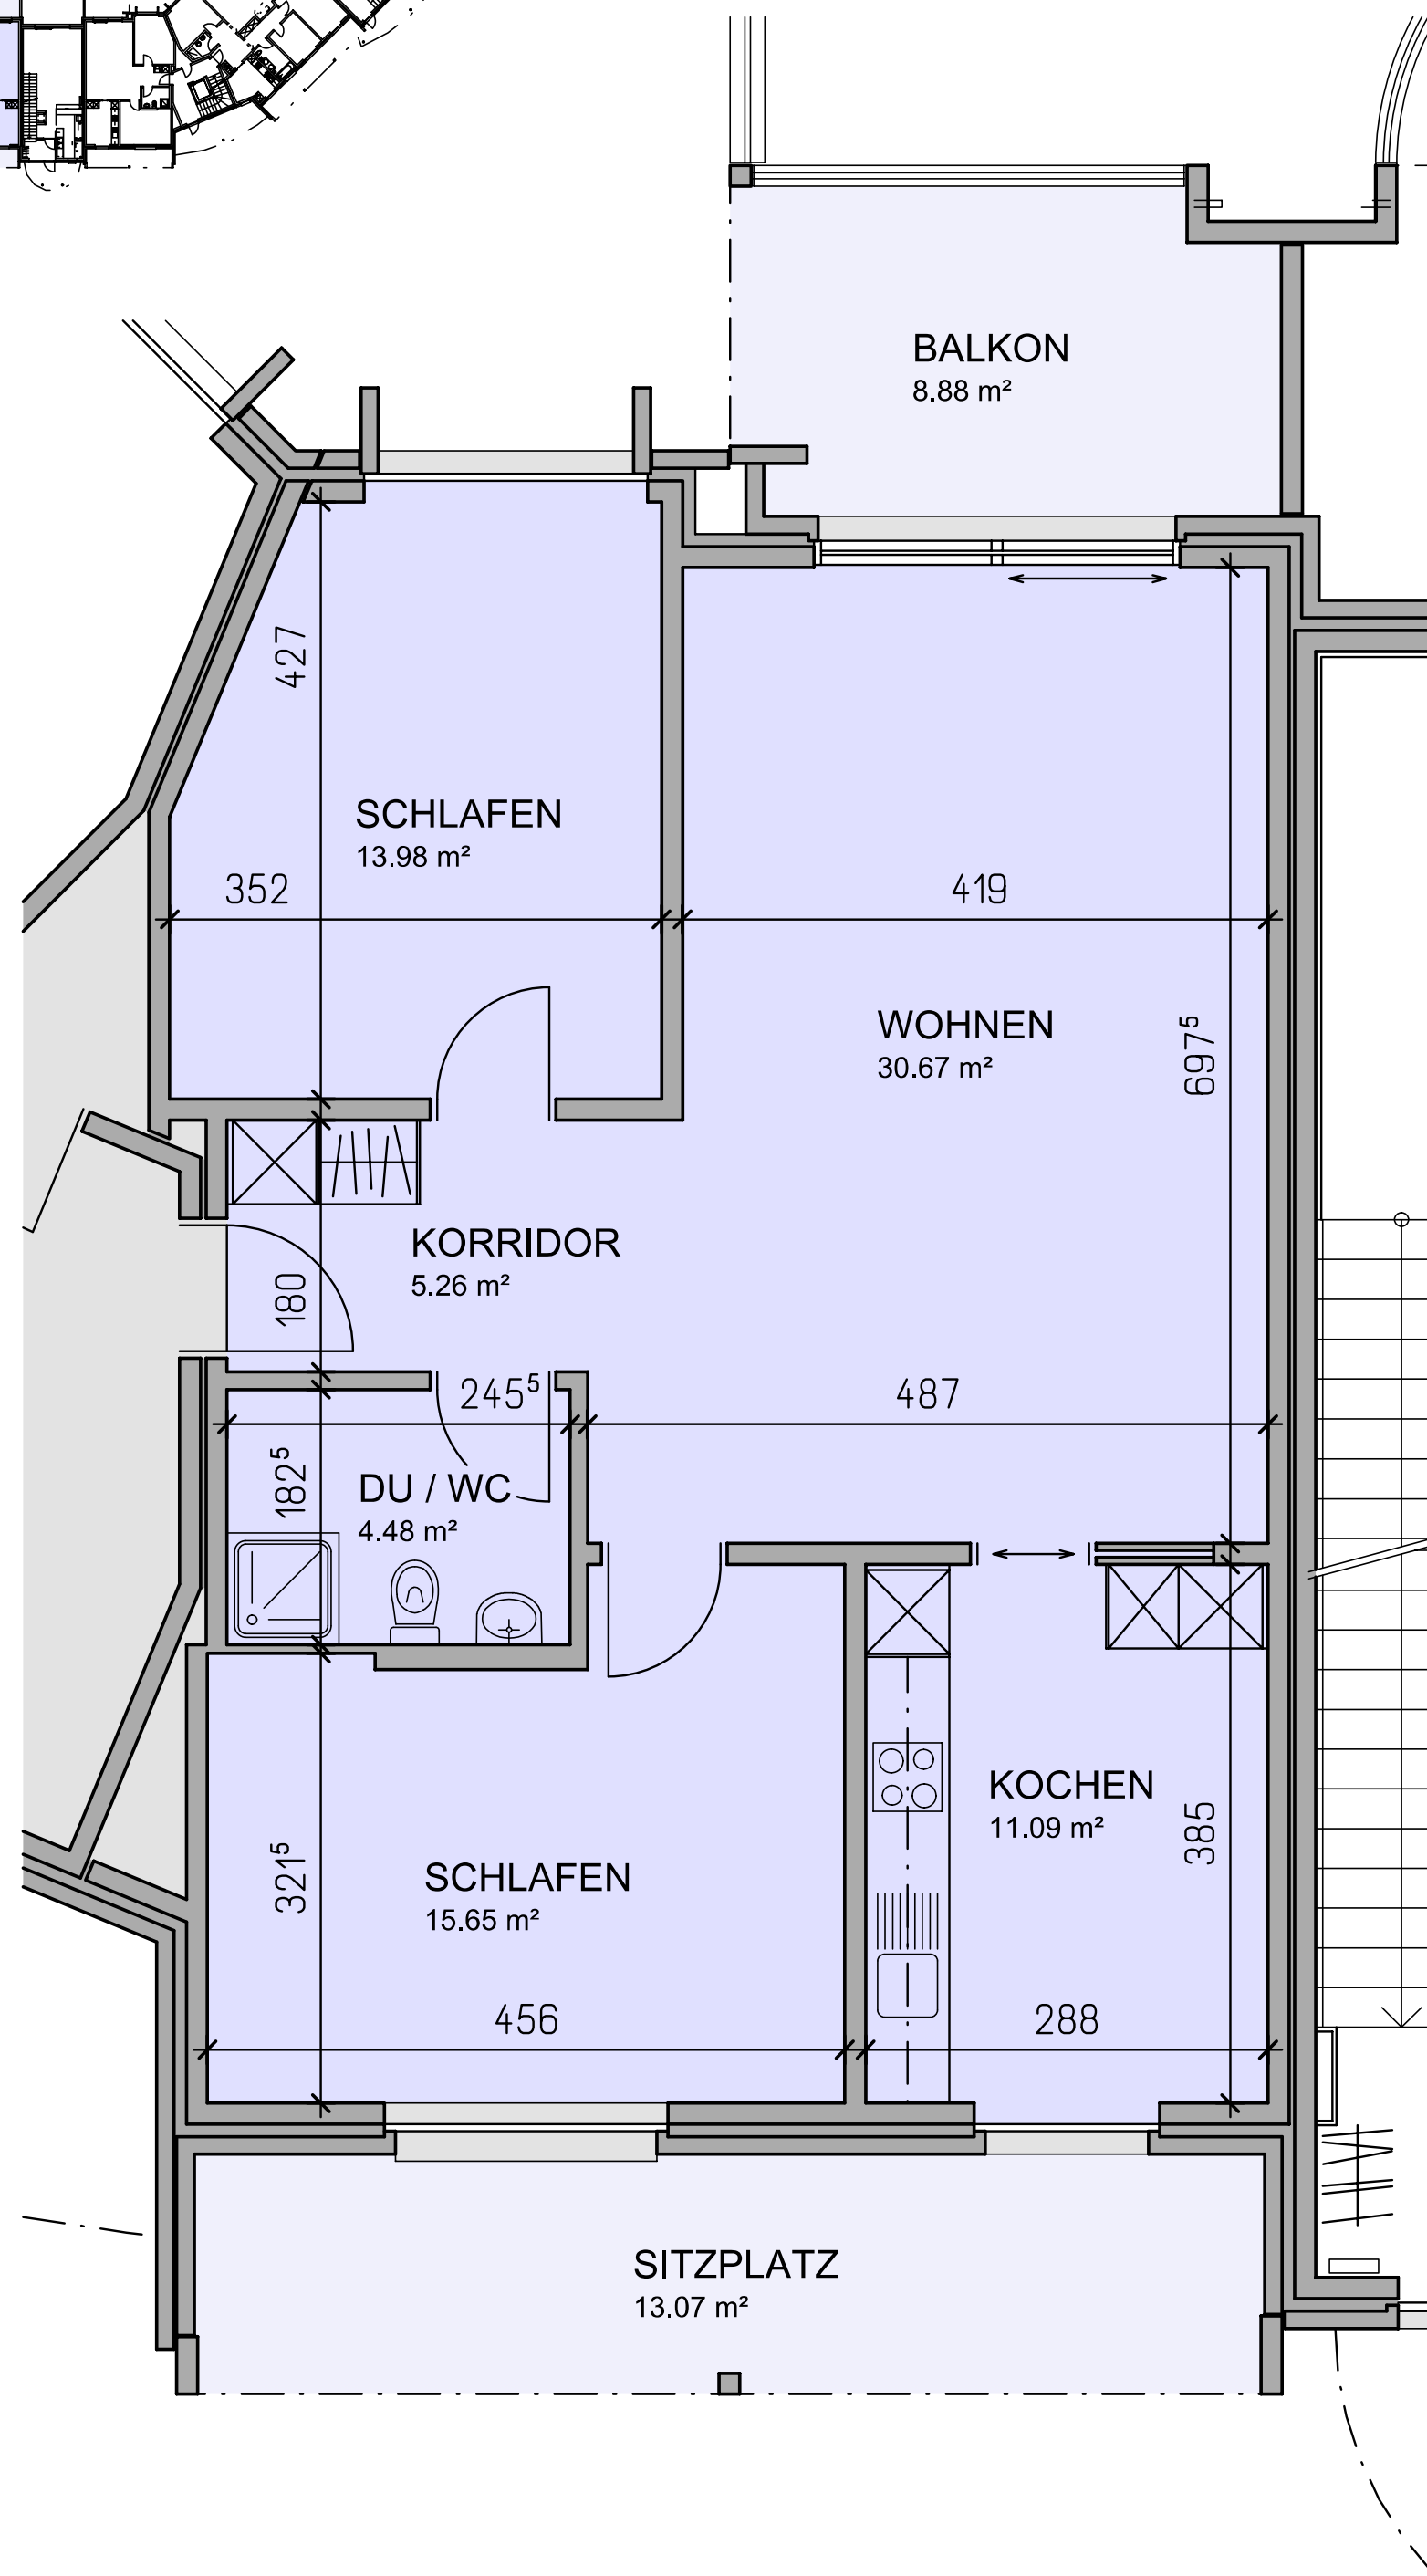 BALKON
8.88 m²
427
SCHLAFEN
13.98 m²
352
419
WOHNEN
30.67 m²
697⁵
KORRIDOR
5.26 m²
180
245⁵
487
182⁵
DU / WC
4.48 m²
KOCHEN
11.09 m²
385
SCHLAFEN
15.65 m²
321⁵
456
288
SITZPLATZ
13.07 m²